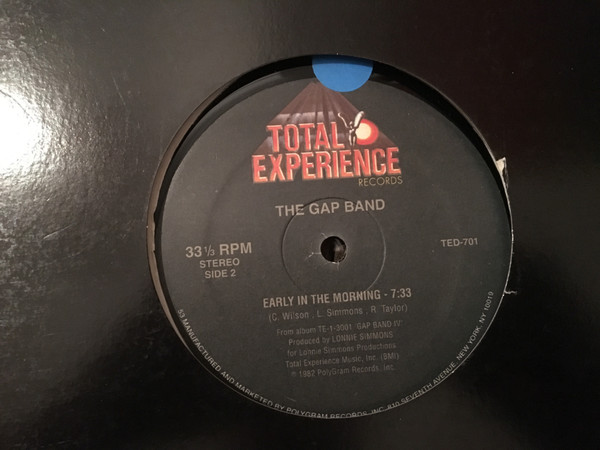 TOTAL
EXPERIENCE
RECORDS
THE GAP BAND
33 ⅓ RPM
STEREO
SIDE 2
TED-701
EARLY IN THE MORNING - 7:33
(C. Wilson , L. Simmons , R. Taylor)
From album TE-1-3001 'GAP BAND IV'
Produced by LONNIE SIMMONS
for Lonnie Simmons Productions
Total Experience Music, Inc. (BMI)
℗ 1982 PolyGram Records, Inc.
53 MANUFACTURED AND MARKETED BY POLYGRAM RECORDS, INC. 810 SEVENTH AVENUE, NEW YORK, NY 10019